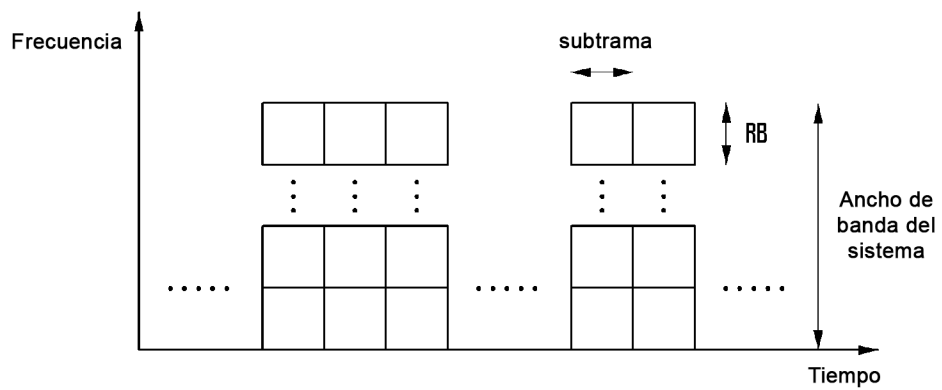 Frecuencia
subtrama
RB
Ancho de
banda del
sistema
Tiempo